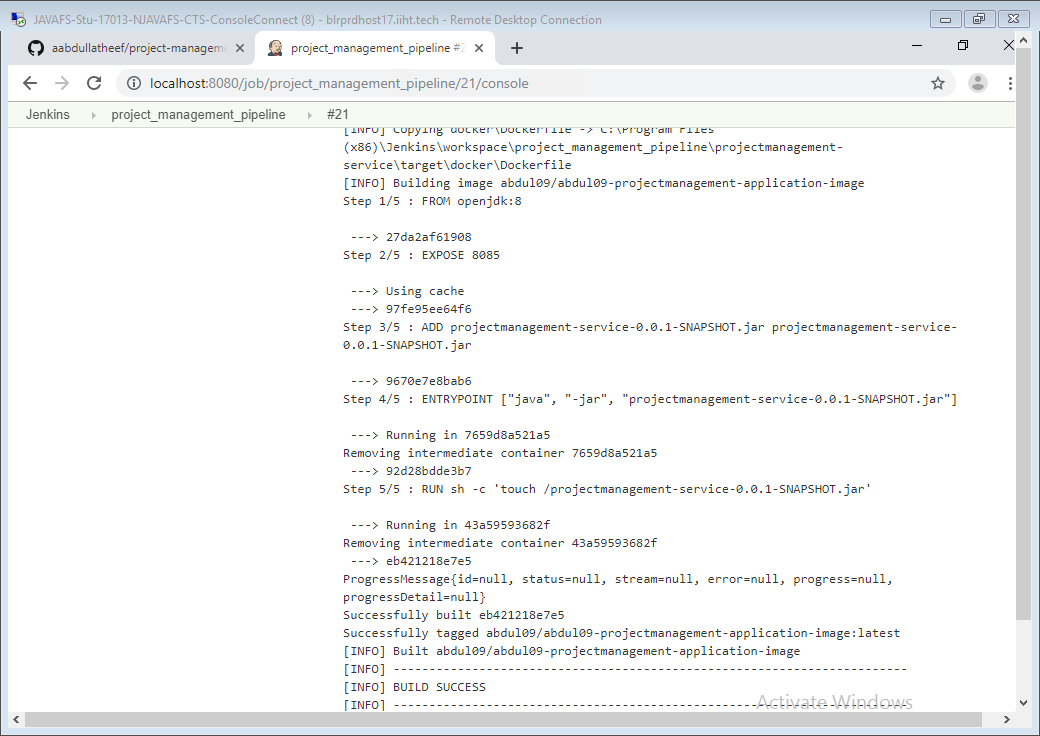 JAVAFS-Stu-17013-NJAVAFS-CTS-ConsoleConnect (8) - blrprdhost17.iiht.tech - Remote Desktop Connection
aabdullatheef/project-managem
project_management_pipeline #2
localhost:8080/job/project_management_pipeline/21/console
Jenkins project_management_pipeline #21
[INFO] Copying docker\Dockerfile -> C:\Program Files
(x86)\Jenkins\workspace\project_management_pipeline\projectmanagement-
service\target\docker\Dockerfile
[INFO] Building image abdul09/abdul09-projectmanagement-application-image
Step 1/5 : FROM openjdk:8
---> 27da2af61908
Step 2/5 : EXPOSE 8085
---> Using cache
---> 97fe95ee64f6
Step 3/5 : ADD projectmanagement-service-0.0.1-SNAPSHOT.jar projectmanagement-service-
0.0.1-SNAPSHOT.jar
---> 9670e7e8bab6
Step 4/5 : ENTRYPOINT ["java", "-jar", "projectmanagement-service-0.0.1-SNAPSHOT.jar"]
---> Running in 7659d8a521a5
Removing intermediate container 7659d8a521a5
---> 92d28bdde3b7
Step 5/5 : RUN sh -c 'touch /projectmanagement-service-0.0.1-SNAPSHOT.jar'
---> Running in 43a59593682f
Removing intermediate container 43a59593682f
---> eb421218e7e5
ProgressMessage{id=null, status=null, stream=null, error=null, progress=null,
progressDetail=null}
Successfully built eb421218e7e5
Successfully tagged abdul09/abdul09-projectmanagement-application-image:latest
[INFO] Built abdul09/abdul09-projectmanagement-application-image
[INFO] ------------------------------------------------------------------------
[INFO] BUILD SUCCESS
[INFO] ------------------------------------------------------------------------
Activate Windows